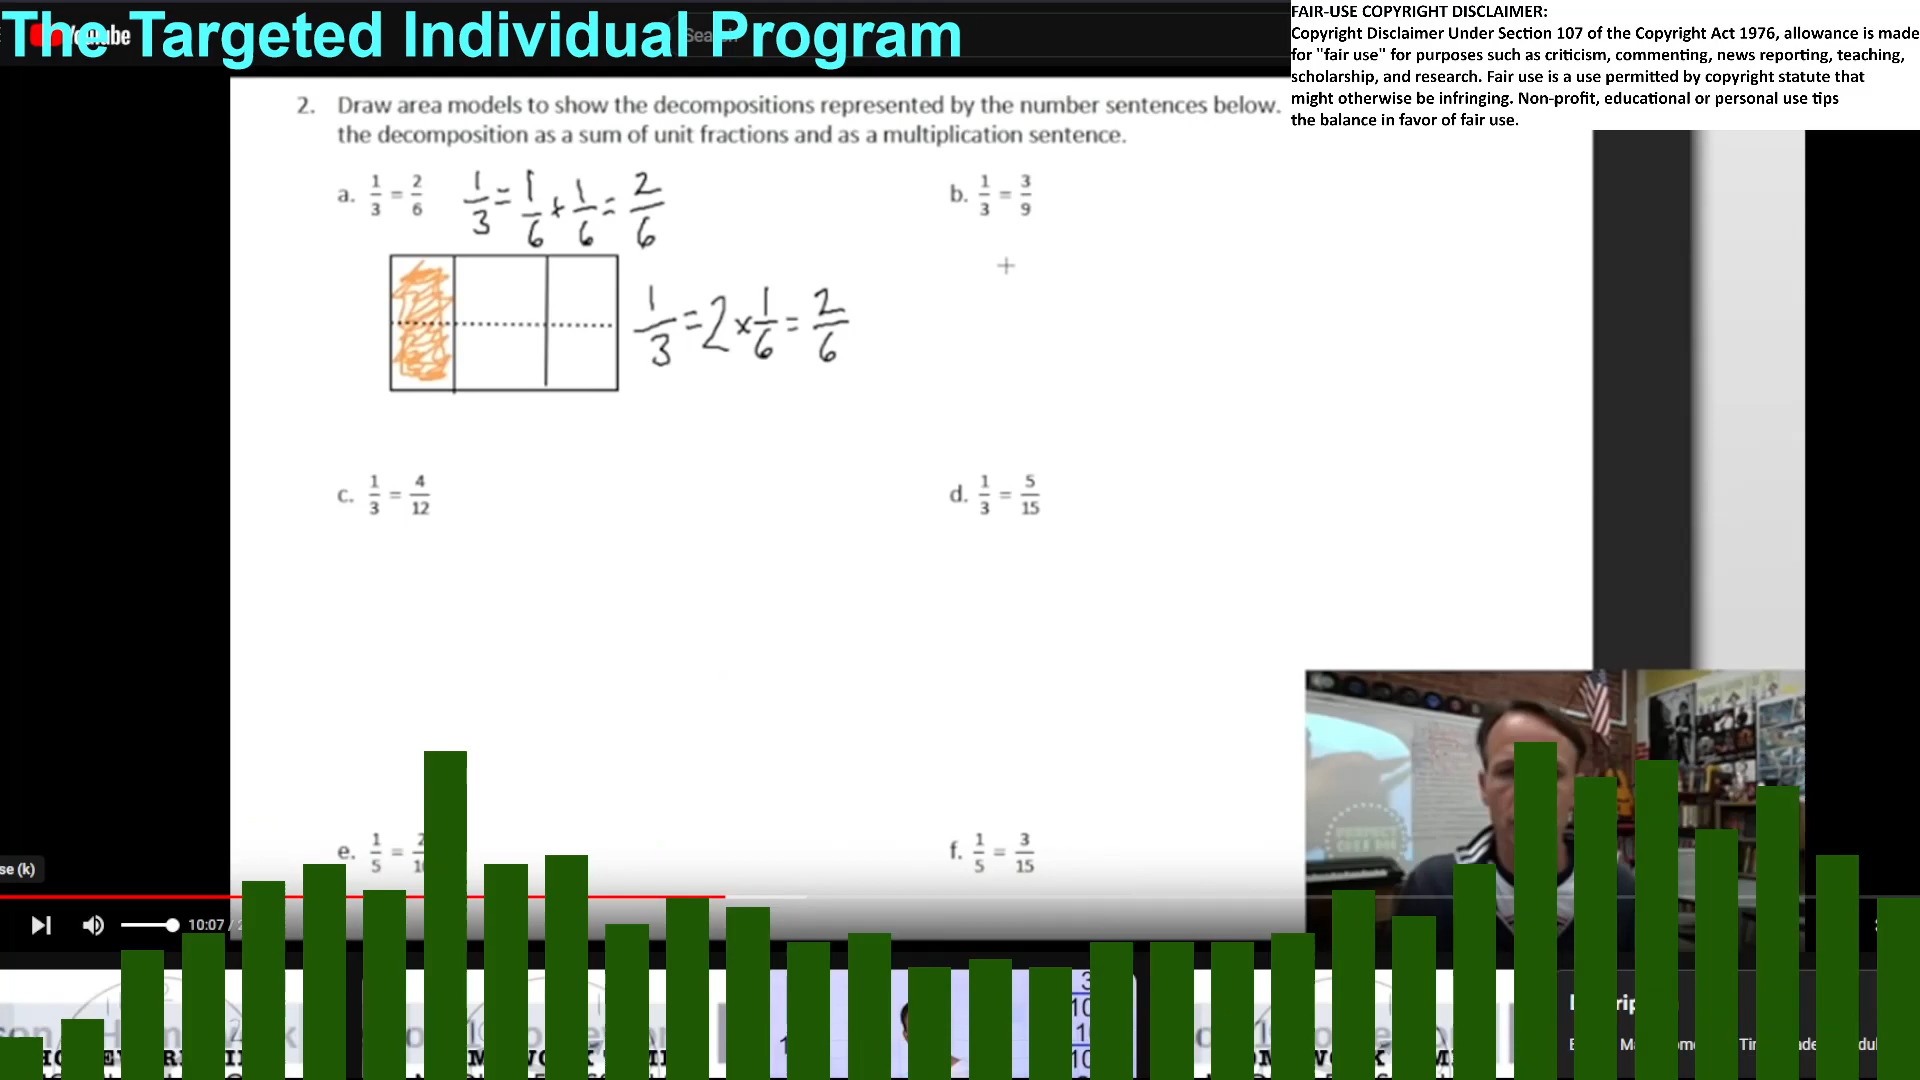 The Targeted Individual Program
FAIR-USE COPYRIGHT DISCLAIMER:
Copyright Disclaimer Under Section 107 of the Copyright Act 1976, allowance is made
for "fair use" for purposes such as criticism, commenting, news reporting, teaching,
scholarship, and research. Fair use is a use permitted by copyright statute that
might otherwise be infringing. Non-profit, educational or personal use tips
the balance in favor of fair use.
2. Draw area models to show the decompositions represented by the number sentences below.
the decomposition as a sum of unit fractions and as a multiplication sentence.
a. 1/3 = 2/6 1/3 = 1/6 + 1/6 = 2/6
b. 1/3 = 3/9
1/3 = 2 × 1/6 = 2/6
c. 1/3 = 4/12
d. 1/3 = 5/15
e. 1/5 =
f. 1/5 = 3/15
se (k)
10:07 /